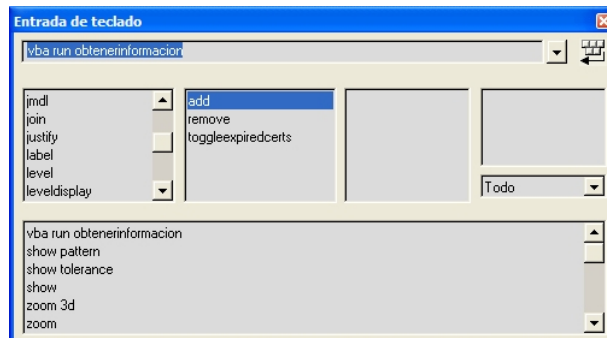 Entrada de teclado
vba run obtenerinformacion
jmdl
join
justify
label
level
leveldisplay
add
remove
toggleexpiredcerts
Todo
vba run obtenerinformacion
show pattern
show tolerance
show
zoom 3d
zoom